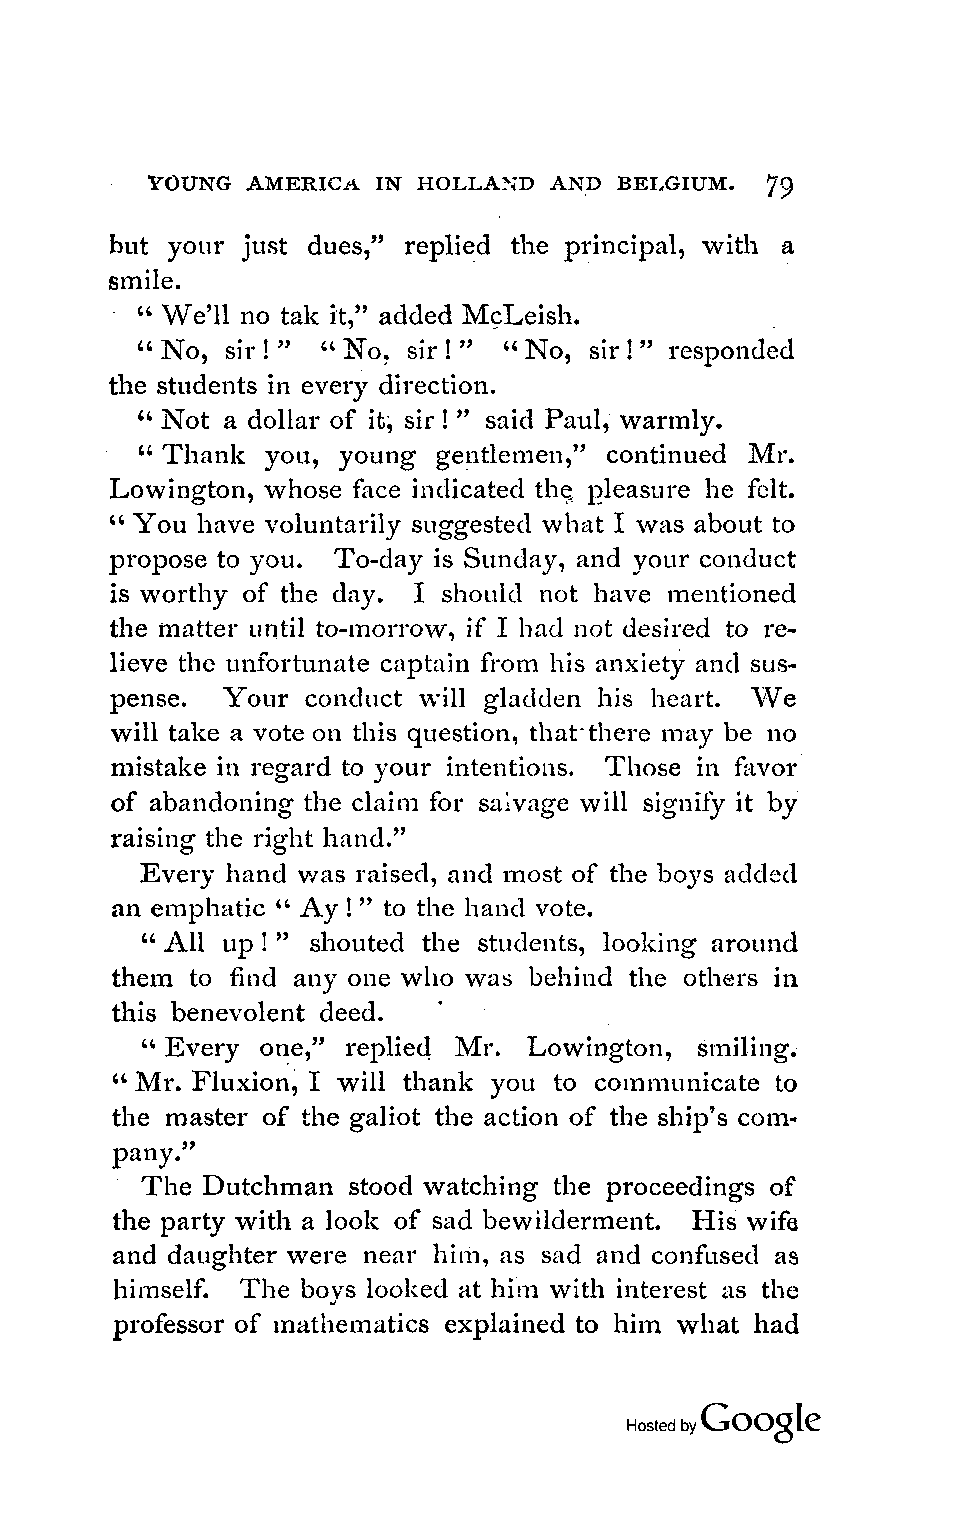 YOUNG AMERICA IN HOLLAND AND BELGIUM. 79
but your just dues,” replied the principal, with a
smile.
“ We’ll no tak it,” added McLeish.
“ No, sir ! ” “ No, sir ! ” “ No, sir ! ” responded
the students in every direction.
“ Not a dollar of it, sir ! ” said Paul, warmly.
“ Thank you, young gentlemen,” continued Mr.
Lowington, whose face indicated the pleasure he felt.
“ You have voluntarily suggested what I was about to
propose to you. To-day is Sunday, and your conduct
is worthy of the day. I should not have mentioned
the matter until to-morrow, if I had not desired to re-
lieve the unfortunate captain from his anxiety and sus-
pense. Your conduct will gladden his heart. We
will take a vote on this question, that there may be no
mistake in regard to your intentions. Those in favor
of abandoning the claim for salvage will signify it by
raising the right hand.”
Every hand was raised, and most of the boys added
an emphatic “ Ay ! ” to the hand vote.
“ All up ! ” shouted the students, looking around
them to find any one who was behind the others in
this benevolent deed.
“ Every one,” replied Mr. Lowington, smiling.
“ Mr. Fluxion, I will thank you to communicate to
the master of the galiot the action of the ship’s com-
pany.”
The Dutchman stood watching the proceedings of
the party with a look of sad bewilderment. His wife
and daughter were near him, as sad and confused as
himself. The boys looked at him with interest as the
professor of mathematics explained to him what had
Hosted by Google